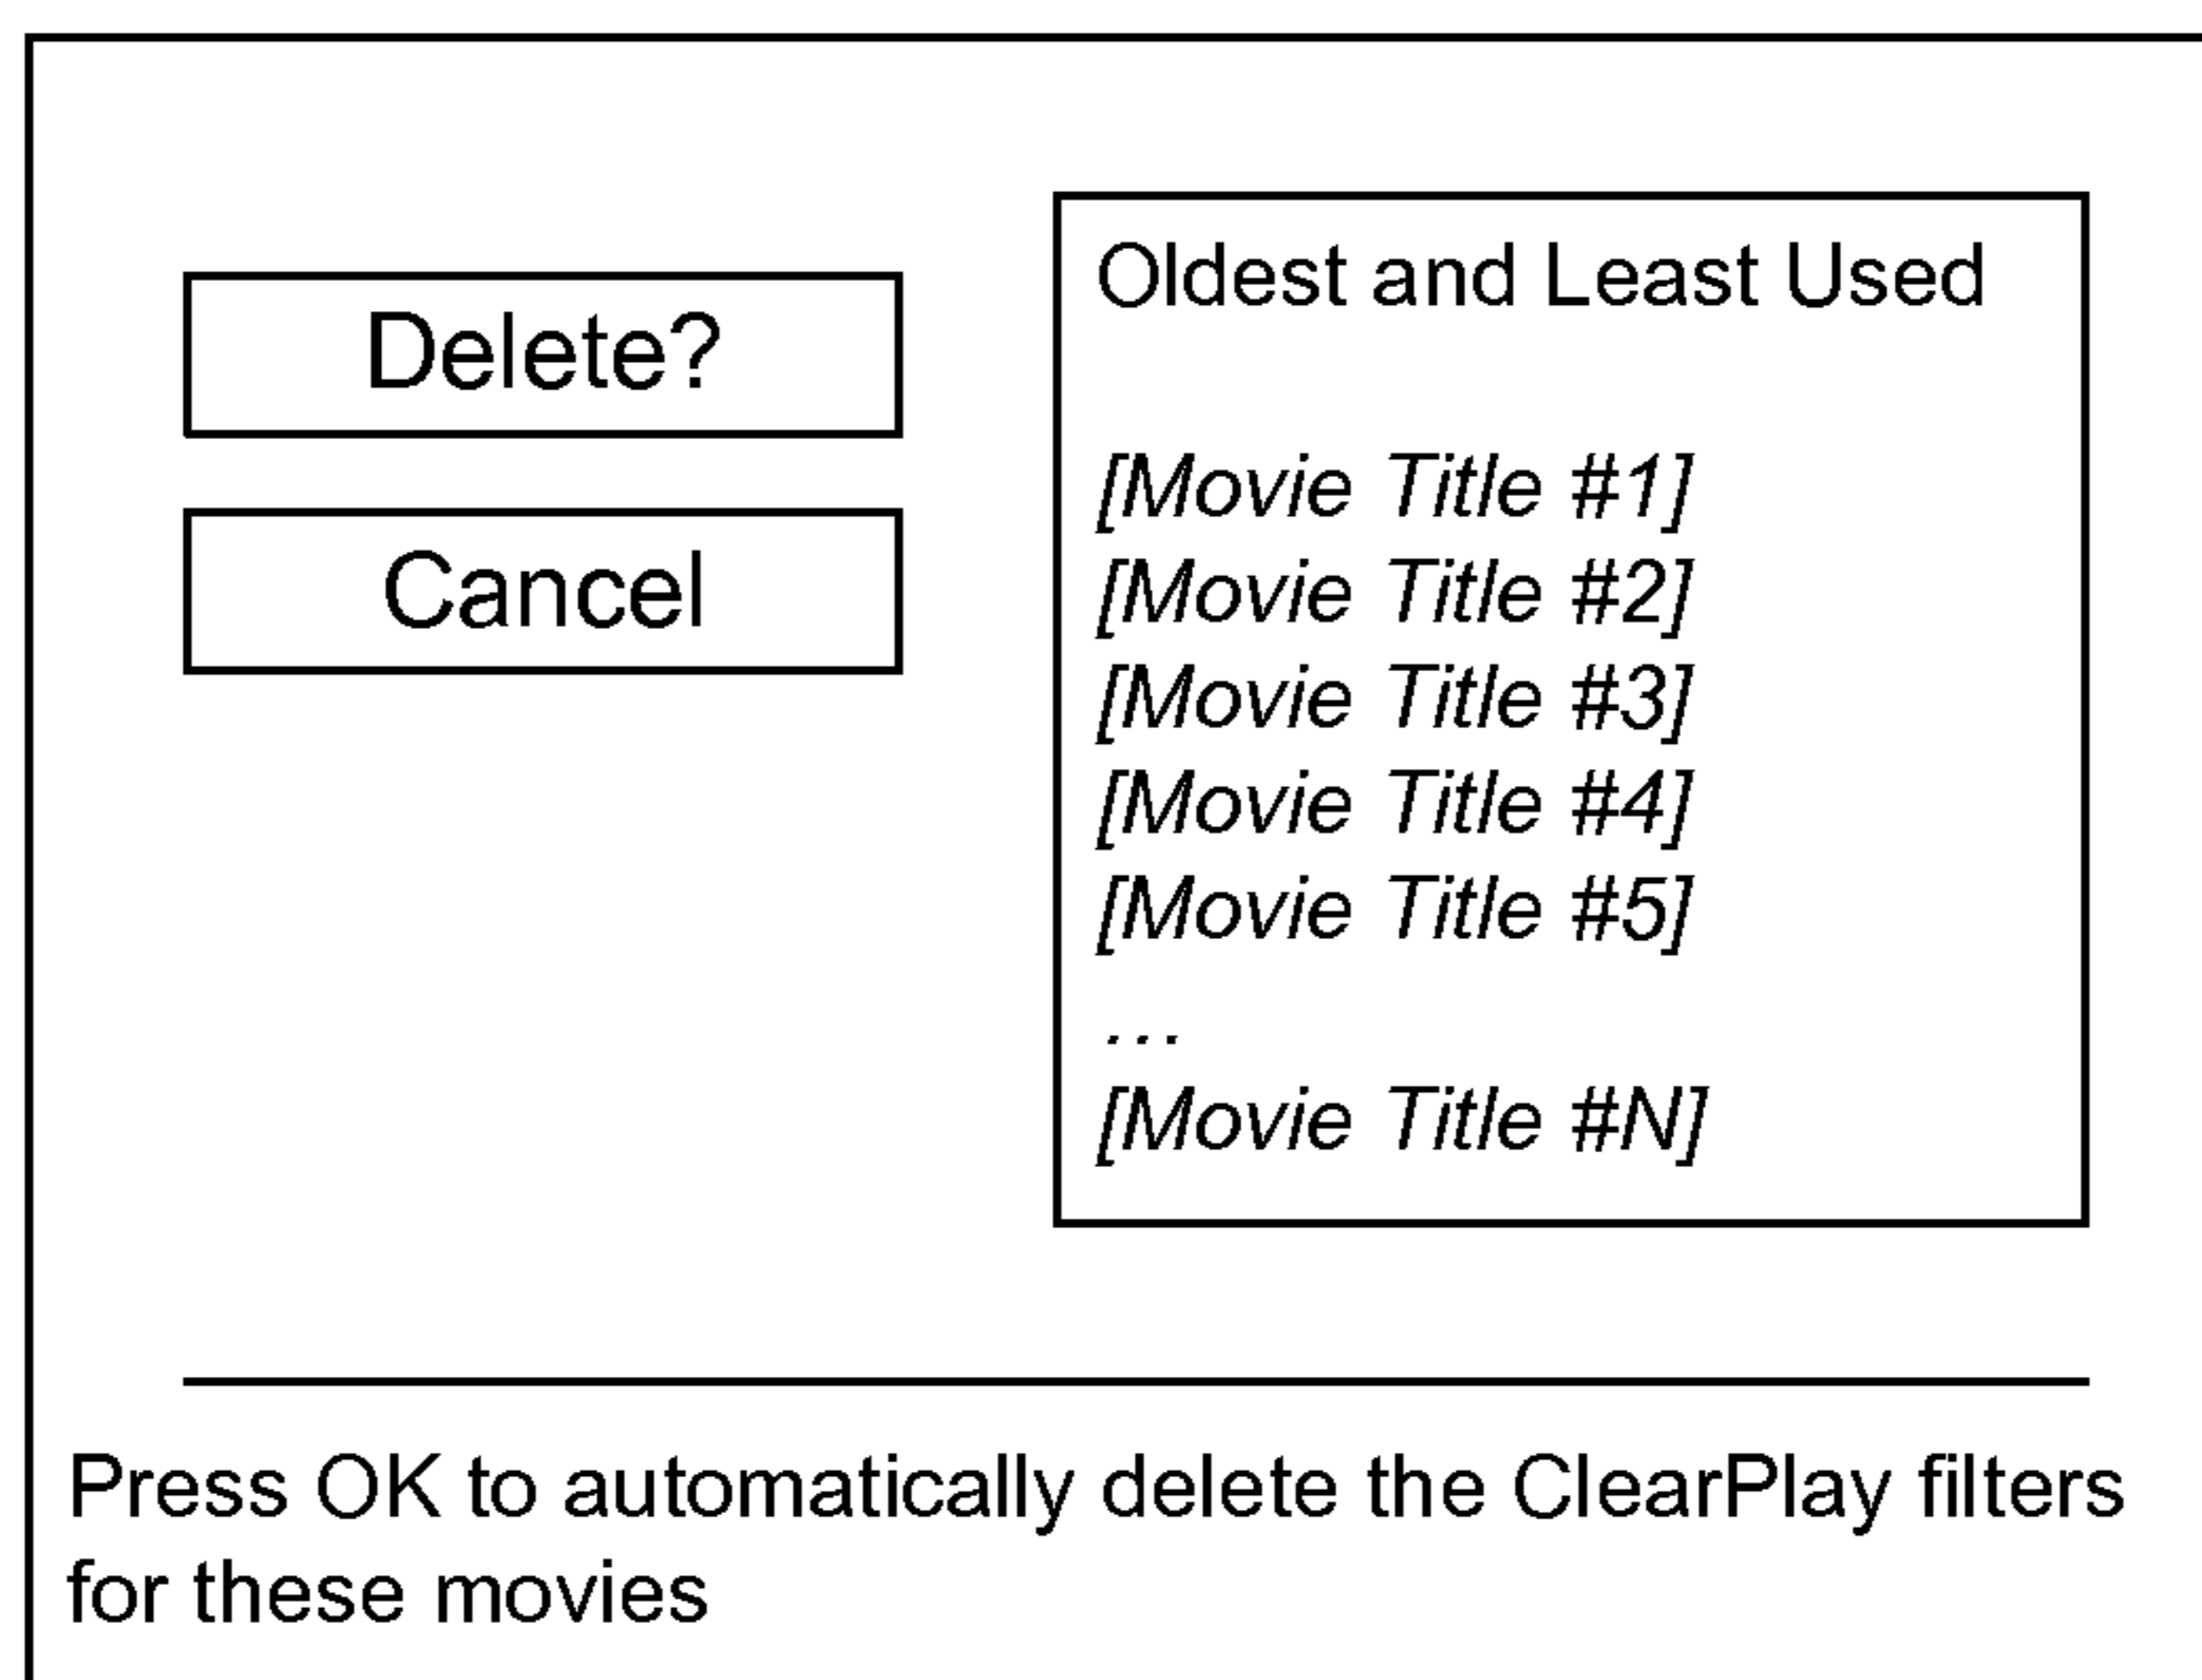 Delete?
Cancel
Oldest and Least Used
[Movie Title #1]
[Movie Title #2]
[Movie Title #3]
[Movie Title #4]
[Movie Title #5]
...
[Movie Title #N]
Press OK to automatically delete the ClearPlay filters
for these movies